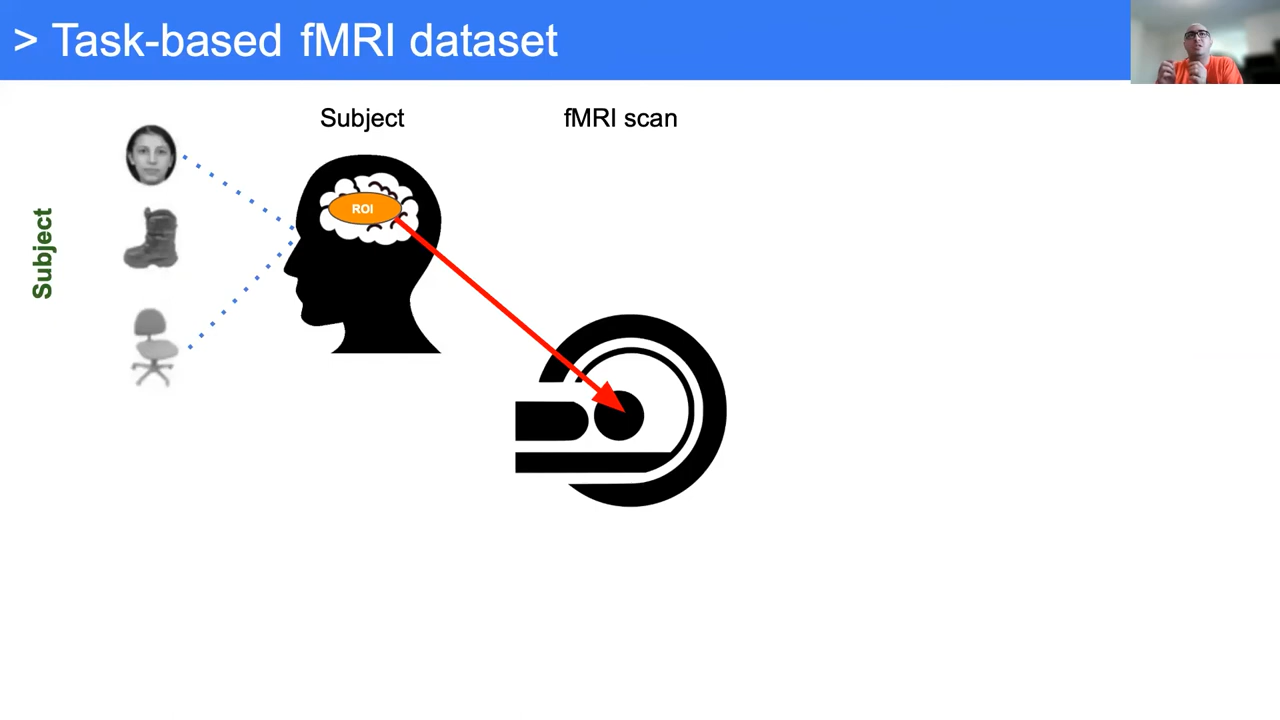 > Task-based fMRI dataset
Subject
fMRI scan
Subject
ROI